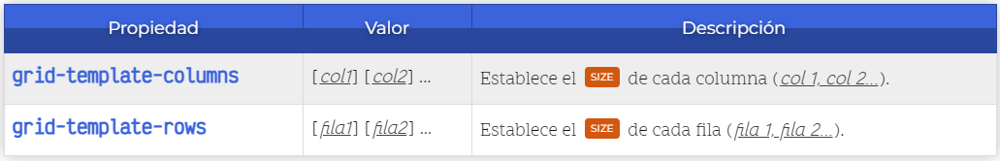 Propiedad Valor Descripción
grid-template-columns [col1] [col2] ... Establece el SIZE de cada columna (col 1, col 2...).
grid-template-rows [fila1] [fila2] ... Establece el SIZE de cada fila (fila 1, fila 2...).